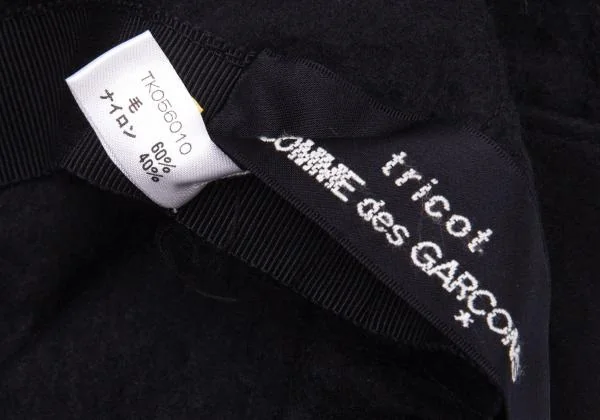 TK056010
毛 60%
ナイロン 40%
tricot
COMME des GARCONS
*